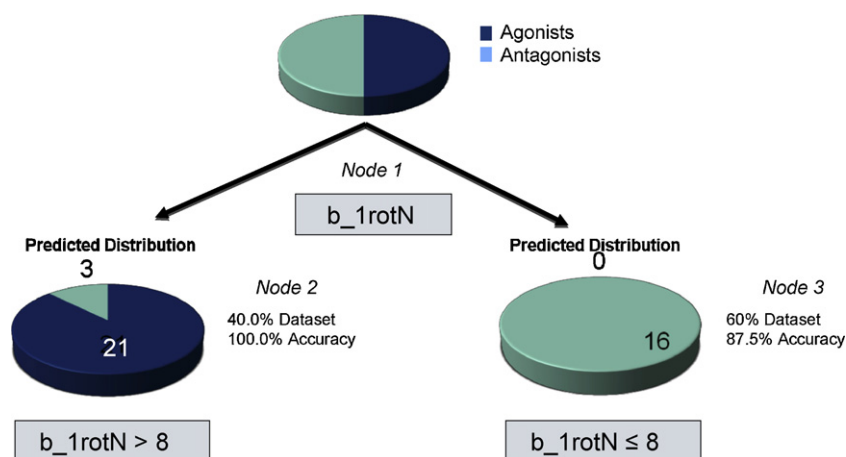 Agonists
Antagonists
Node 1
b_1rotN
Predicted Distribution
3
21
Node 2
40.0% Dataset
100.0% Accuracy
b_1rotN > 8
Predicted Distribution
0
16
Node 3
60% Dataset
87.5% Accuracy
b_1rotN ≤ 8